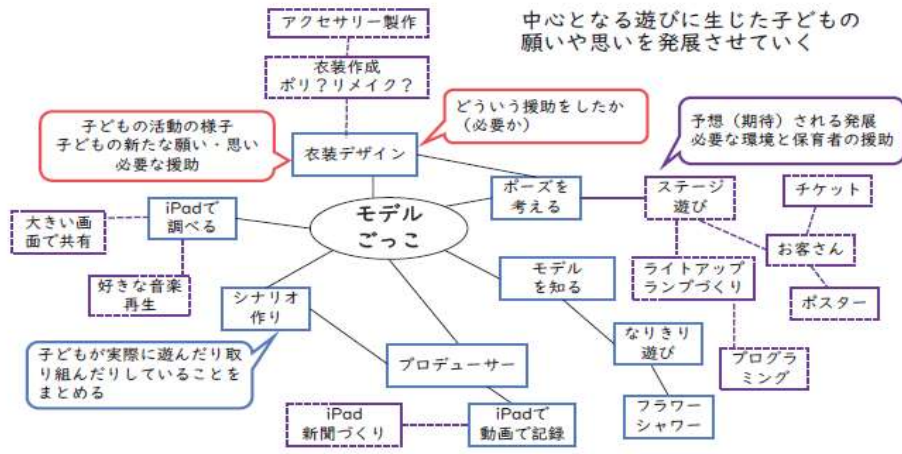 中心となる遊びに生じた子どもの
願いや思いを発展させていく
アクセサリー製作
衣装作成
ポリ?リメイク?
どういう援助をしたか
(必要か)
子どもの活動の様子
子どもの新たな願い・思い
必要な援助
予想(期待)される発展
必要な環境と保育者の援助
衣装デザイン
ポーズを
考える
ステージ
遊び
チケット
大きい画
面で共有
iPadで
調べる
モデル
ごっこ
お客さん
好きな音楽
再生
シナリオ
作り
モデル
を知る
ライトアップ
ランプづくり
ポスター
子どもが実際に遊んだり取
り組んだりしていることを
まとめる
プロデューサー
なりきり
遊び
プログラ
ミング
iPad
新聞づくり
iPadで
動画で記録
フラワー
シャワー